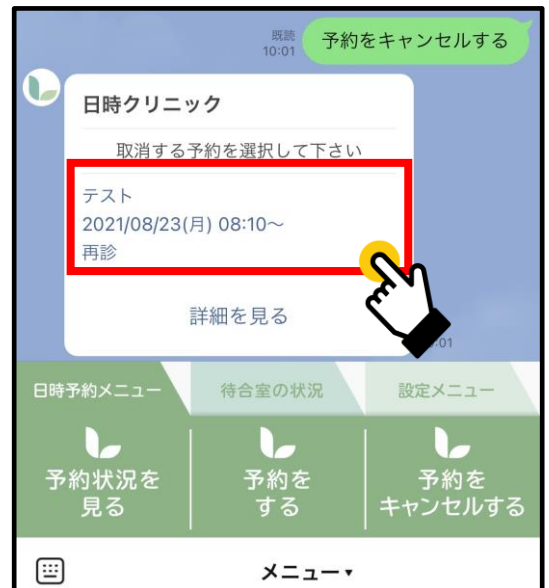 既読
10:01
予約をキャンセルする
日時クリニック
取消する予約を選択して下さい
テスト
2021/08/23(月) 08:10～
再診
詳細を見る
:01
日時予約メニュー
待合室の状況
設定メニュー
予約状況を
見る
予約を
する
予約を
キャンセルする
メニュー▼